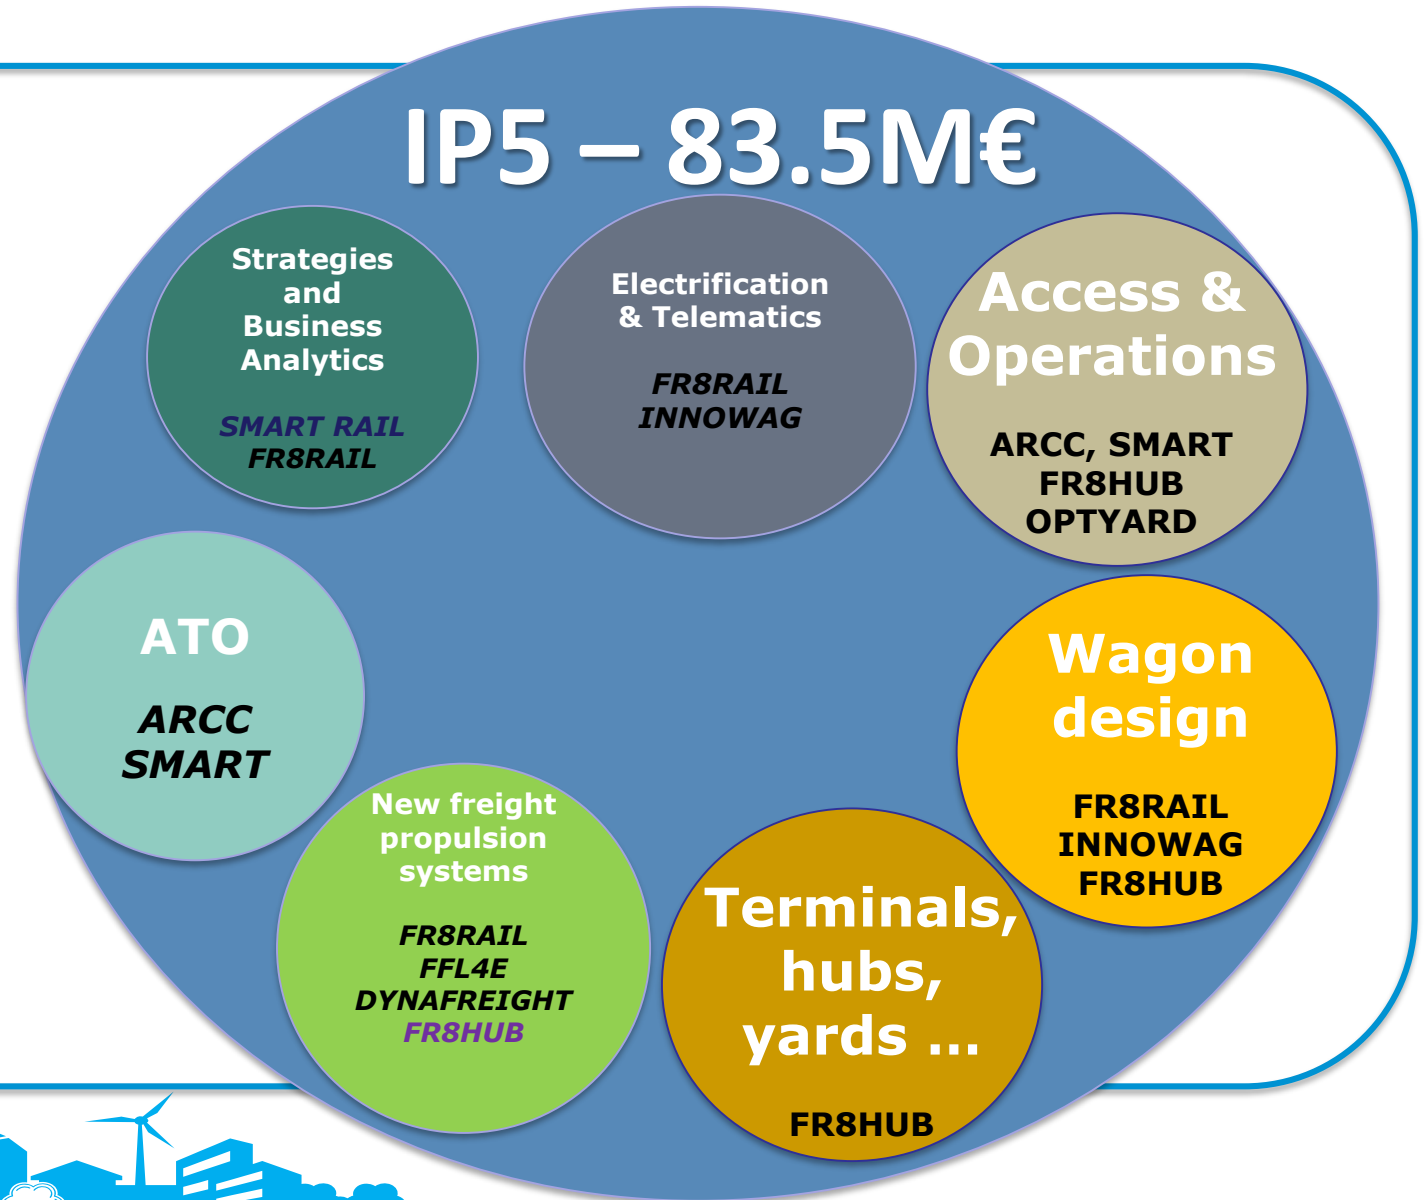 IP5 – 83.5M€
Strategies
and
Business
Analytics
SMART RAIL
FR8RAIL
Electrification
& Telematics
FR8RAIL
INNOWAG
Access &
Operations
ARCC, SMART
FR8HUB
OPTYARD
ATO
ARCC
SMART
Wagon
design
FR8RAIL
INNOWAG
FR8HUB
New freight
propulsion
systems
FR8RAIL
FFL4E
DYNAFREIGHT
FR8HUB
Terminals,
hubs,
yards ...
FR8HUB